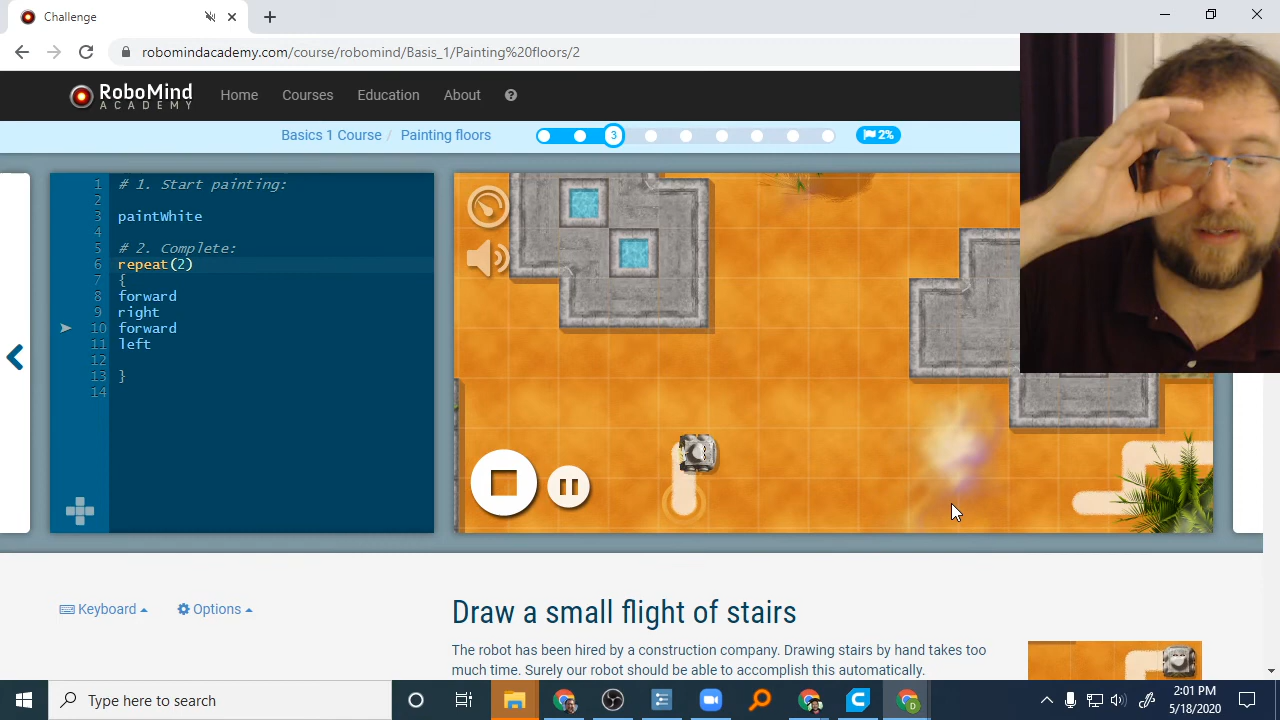 Challenge
robomindacademy.com/course/robomind/Basis_1/Painting%20floors/2
RoboMind
ACADEMY
Home Courses Education About
Basics 1 Course / Painting floors 3 2%
1 # 1. Start painting:
2
3 paintWhite
4
5 # 2. Complete:
6 repeat(2)
7 {
8 forward
9 right
10 forward
11 left
12
13 }
14
Keyboard Options
Draw a small flight of stairs
The robot has been hired by a construction company. Drawing stairs by hand takes too
much time. Surely our robot should be able to accomplish this automatically.
Type here to search
2:01 PM
5/18/2020